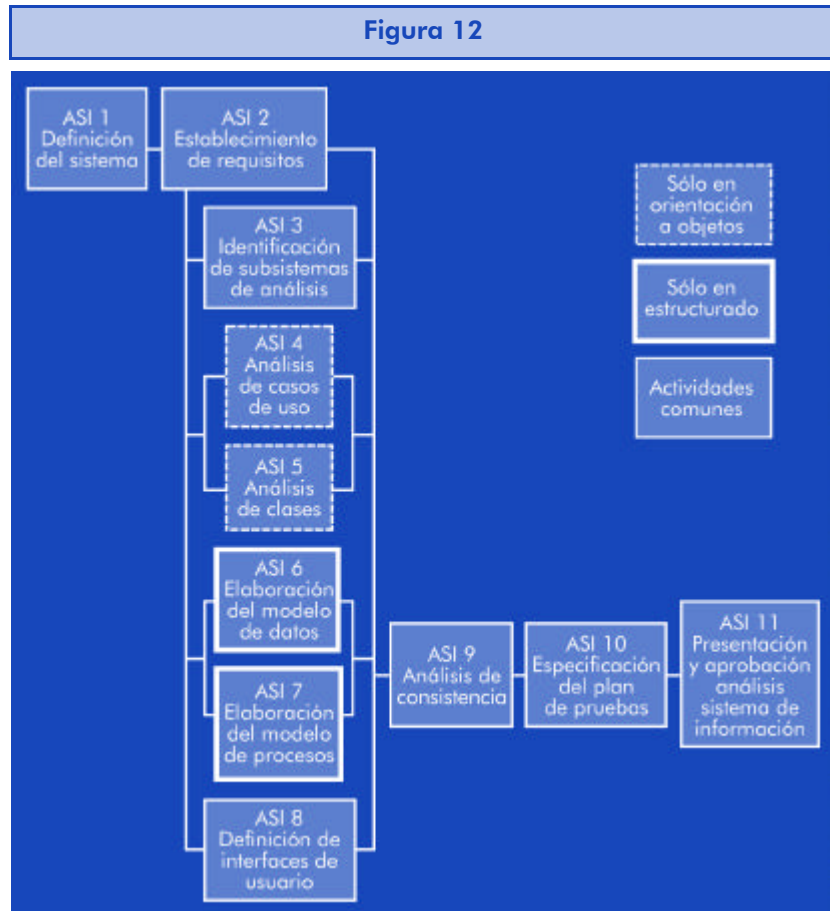 Figura 12
ASI 1
Definición
del sistema
ASI 2
Establecimiento
de requisitos
ASI 3
Identificación
de subsistemas
de análisis
ASI 4
Análisis
de casos
de uso
ASI 5
Análisis
de clases
ASI 6
Elaboración
del modelo
de datos
ASI 7
Elaboración
del modelo
de procesos
ASI 8
Definición de
interfaces de
usuario
ASI 9
Análisis de
consistencia
ASI 10
Especificación
del plan
de pruebas
ASI 11
Presentación
y aprobación
análisis
sistema de
información
Sólo en
orientación
a objetos
Sólo en
estructurado
Actividades
comunes